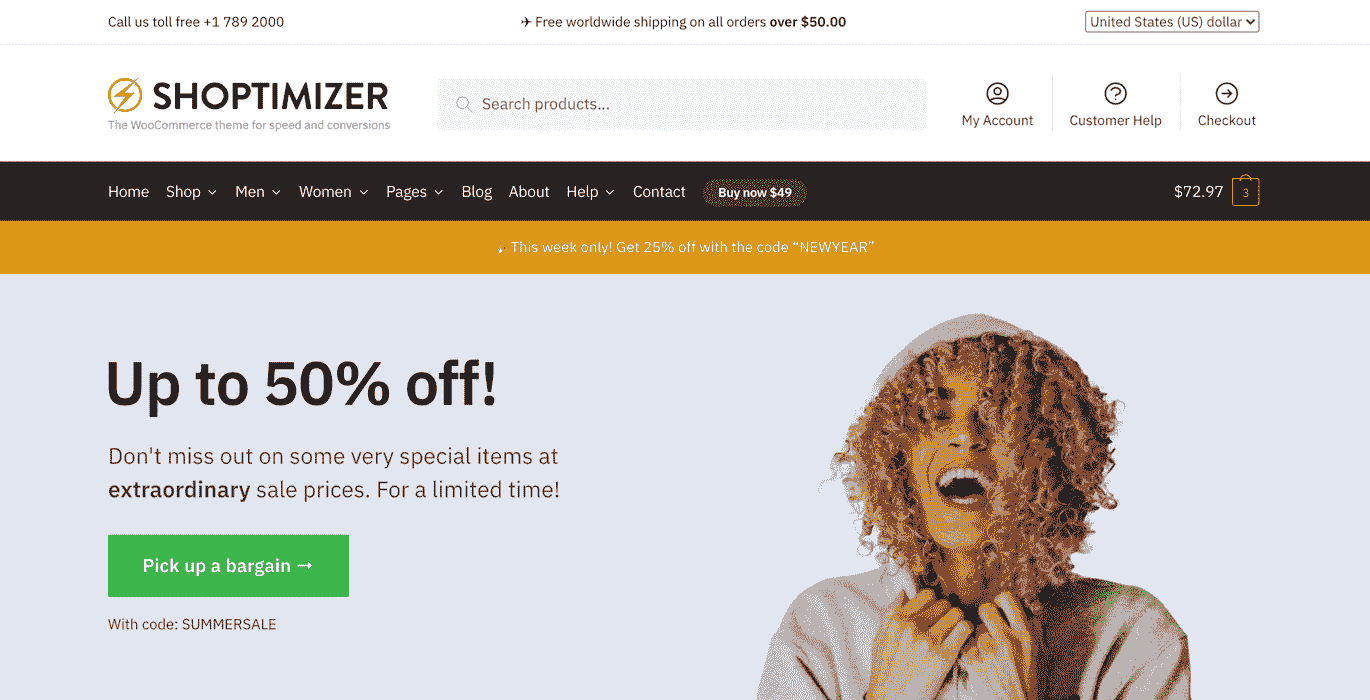 Call us toll free +1 789 2000
✈ Free worldwide shipping on all orders over $50.00
United States (US) dollar
SHOPTIMIZER
The WooCommerce theme for speed and conversions
Search products...
My Account
Customer Help
Checkout
Home Shop Men Women Pages Blog About Help Contact Buy now $49
$72.97 3
This week only! Get 25% off with the code “NEWYEAR”
Up to 50% off!
Don't miss out on some very special items at
extraordinary sale prices. For a limited time!
Pick up a bargain →
With code: SUMMERSALE